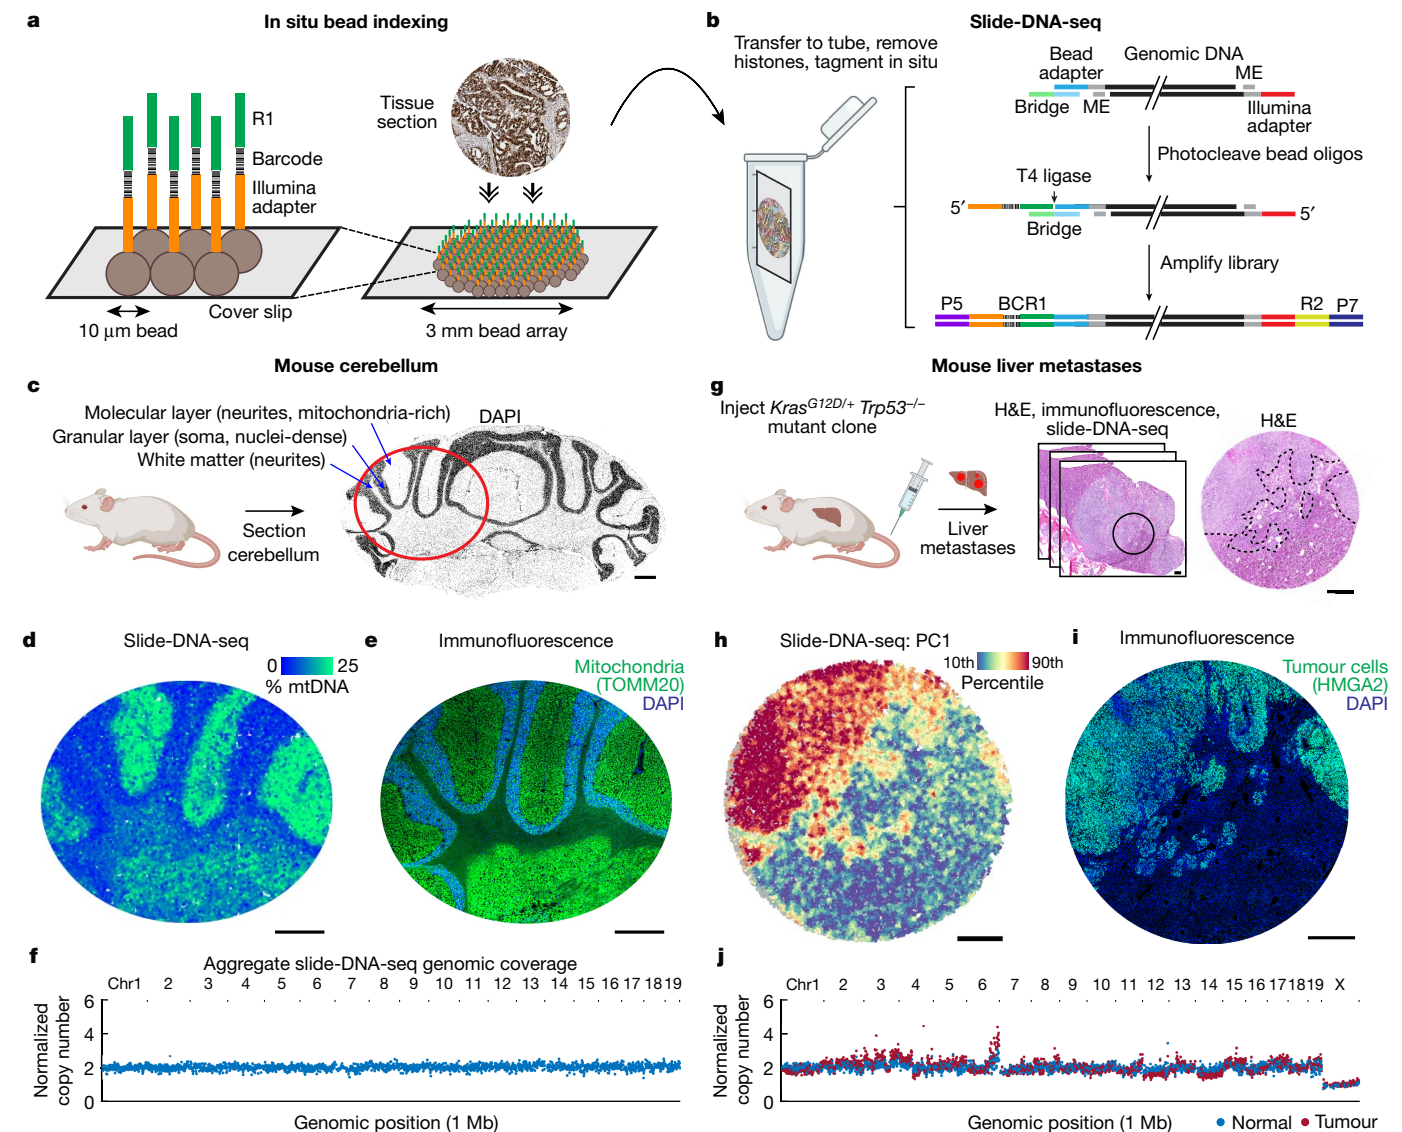 a
In situ bead indexing
R1
Barcode
Illumina
adapter
Tissue
section
Cover slip
10 μm bead
3 mm bead array
b
Slide-DNA-seq
Transfer to tube, remove
histones, tagment in situ
Bead
adapter
Genomic DNA
ME
Bridge
ME
Illumina
adapter
Photocleave bead oligos
T4 ligase
5′
5′
Bridge
Amplify library
P5
BC
R1
R2
P7
Mouse cerebellum
c
Molecular layer (neurites, mitochondria-rich)
Granular layer (soma, nuclei-dense)
White matter (neurites)
DAPI
Section
cerebellum
Mouse liver metastases
g
Inject KrasG12D/+ Trp53–/–
mutant clone
H&E, immunofluorescence,
slide-DNA-seq
H&E
Liver
metastases
d
Slide-DNA-seq
0
25
% mtDNA
e
Immunofluorescence
Mitochondria
(TOMM20)
DAPI
h
Slide-DNA-seq: PC1
10th
90th
Percentile
i
Immunofluorescence
Tumour cells
(HMGA2)
DAPI
f
Aggregate slide-DNA-seq genomic coverage
Chr1 2 3 4 5 6 7 8 9 10 11 12 13 14 15 16 17 18 19
Normalized
copy number
6
4
2
0
Genomic position (1 Mb)
j
Chr1 2 3 4 5 6 7 8 9 10 11 12 13 14 15 16 17 18 19 X
Normalized
copy number
6
4
2
0
Genomic position (1 Mb)
Normal
Tumour